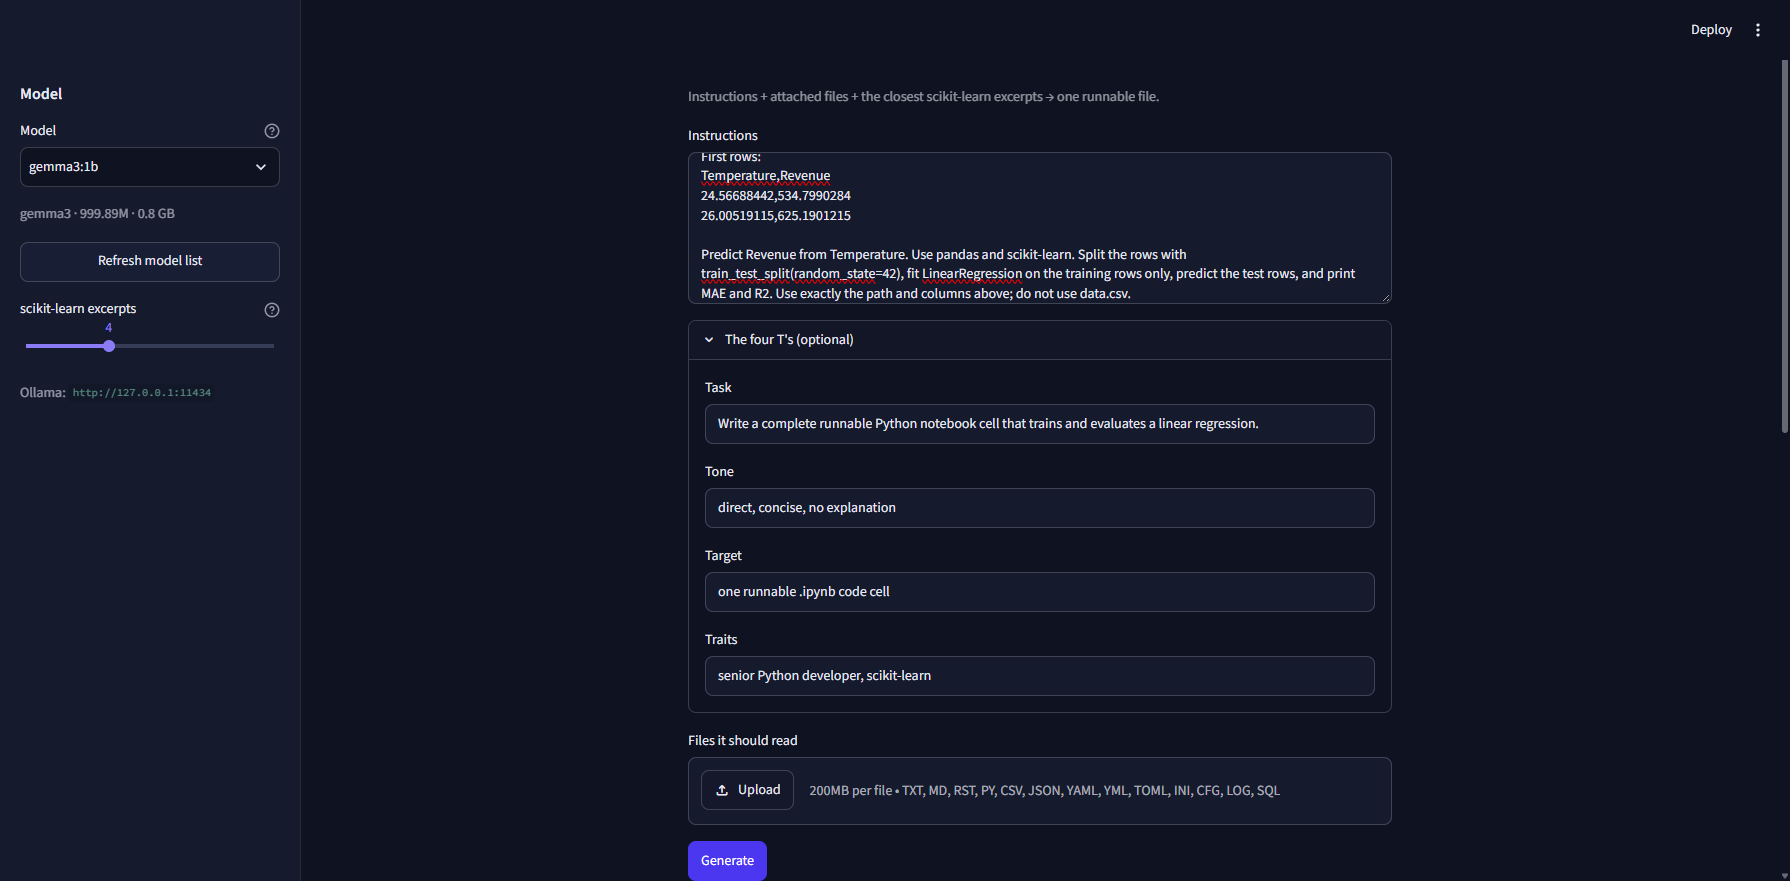 Deploy
Model
Model
gemma3:1b
gemma3 · 999.89M · 0.8 GB
Refresh model list
scikit-learn excerpts
4
Ollama: http://127.0.0.1:11434
Instructions + attached files + the closest scikit-learn excerpts → one runnable file.
Instructions
First rows:
Temperature,Revenue
24.56688442,534.7990284
26.00519115,625.1901215
Predict Revenue from Temperature. Use pandas and scikit-learn. Split the rows with
train_test_split(random_state=42), fit LinearRegression on the training rows only, predict the test rows, and print
MAE and R2. Use exactly the path and columns above; do not use data.csv.
The four T's (optional)
Task
Write a complete runnable Python notebook cell that trains and evaluates a linear regression.
Tone
direct, concise, no explanation
Target
one runnable .ipynb code cell
Traits
senior Python developer, scikit-learn
Files it should read
Upload
200MB per file • TXT, MD, RST, PY, CSV, JSON, YAML, YML, TOML, INI, CFG, LOG, SQL
Generate